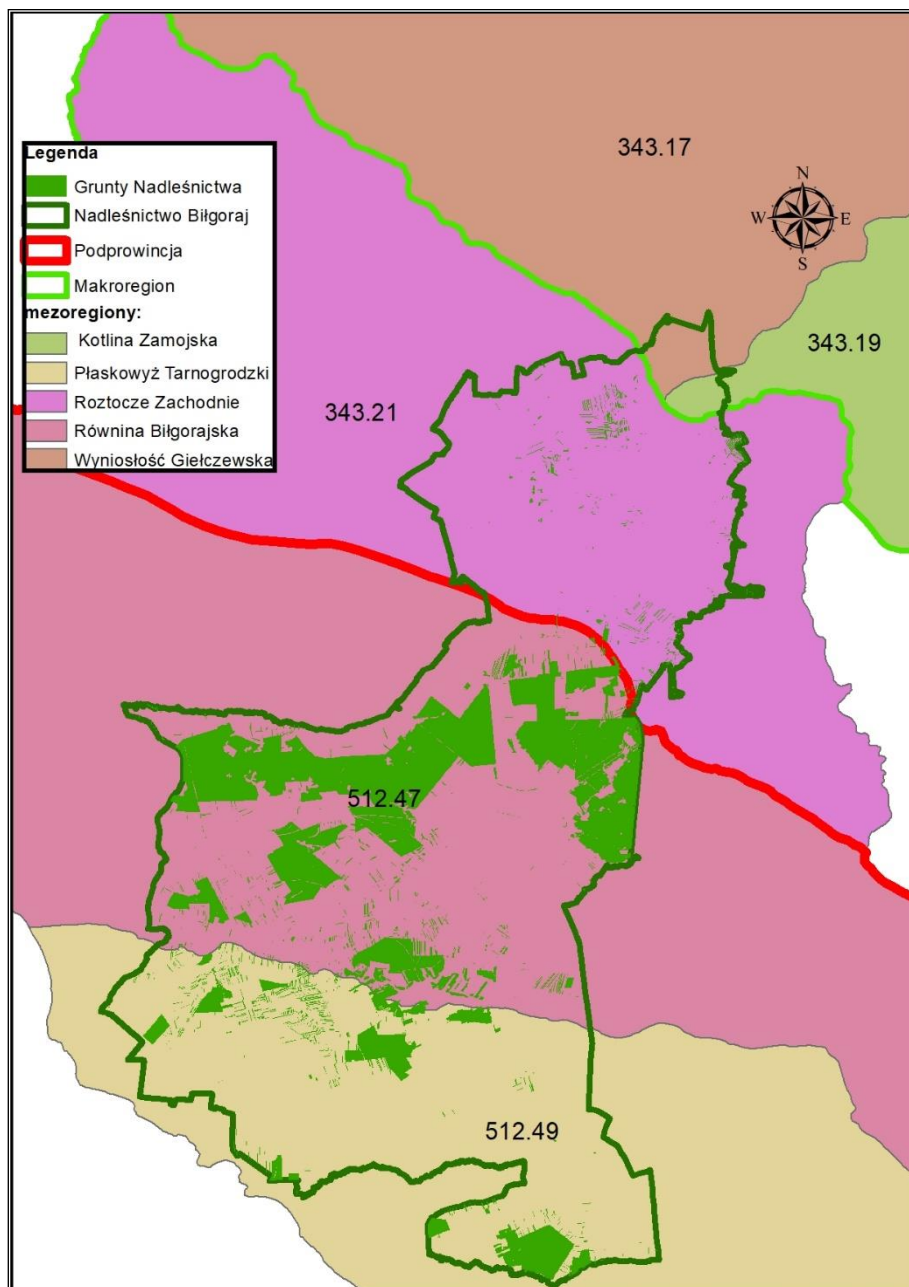 343.17
Legenda
Grunty Nadleśnictwa
N
Nadleśnictwo Biłgoraj
W E
Podprowincja
S
Makroregion
mezoregiony:
Kotlina Zamojska
343.19
Płaskowyż Tarnogrodzki
Roztocze Zachodnie
343.21
Równina Biłgorajska
Wyniosłość Giełczewska
512.47
512.49